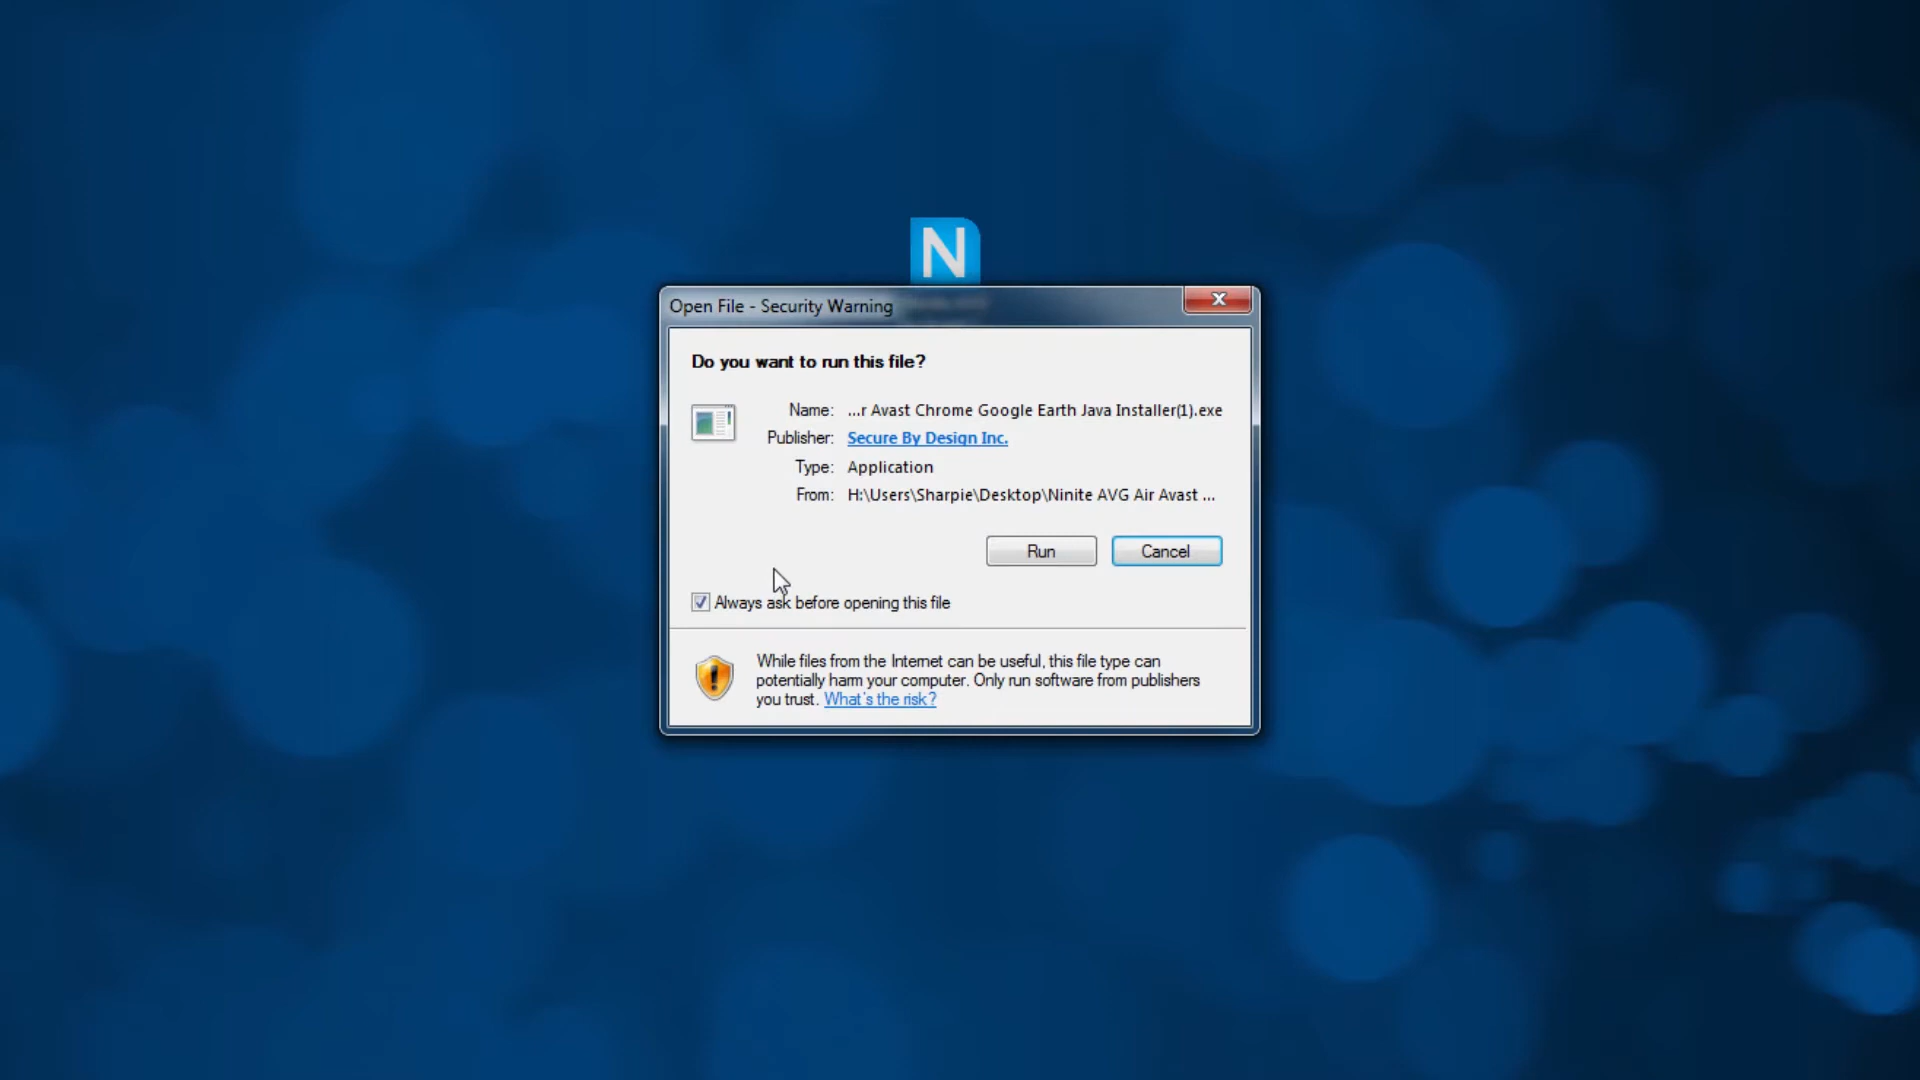 N
Open File - Security Warning
Do you want to run this file?
Name: ...r Avast Chrome Google Earth Java Installer(1).exe
Publisher: Secure By Design Inc.
Type: Application
From: H:\Users\Sharpie\Desktop\Ninite AVG Air Avast ...
Run Cancel
Always ask before opening this file
While files from the Internet can be useful, this file type can
potentially harm your computer. Only run software from publishers
you trust. What's the risk?